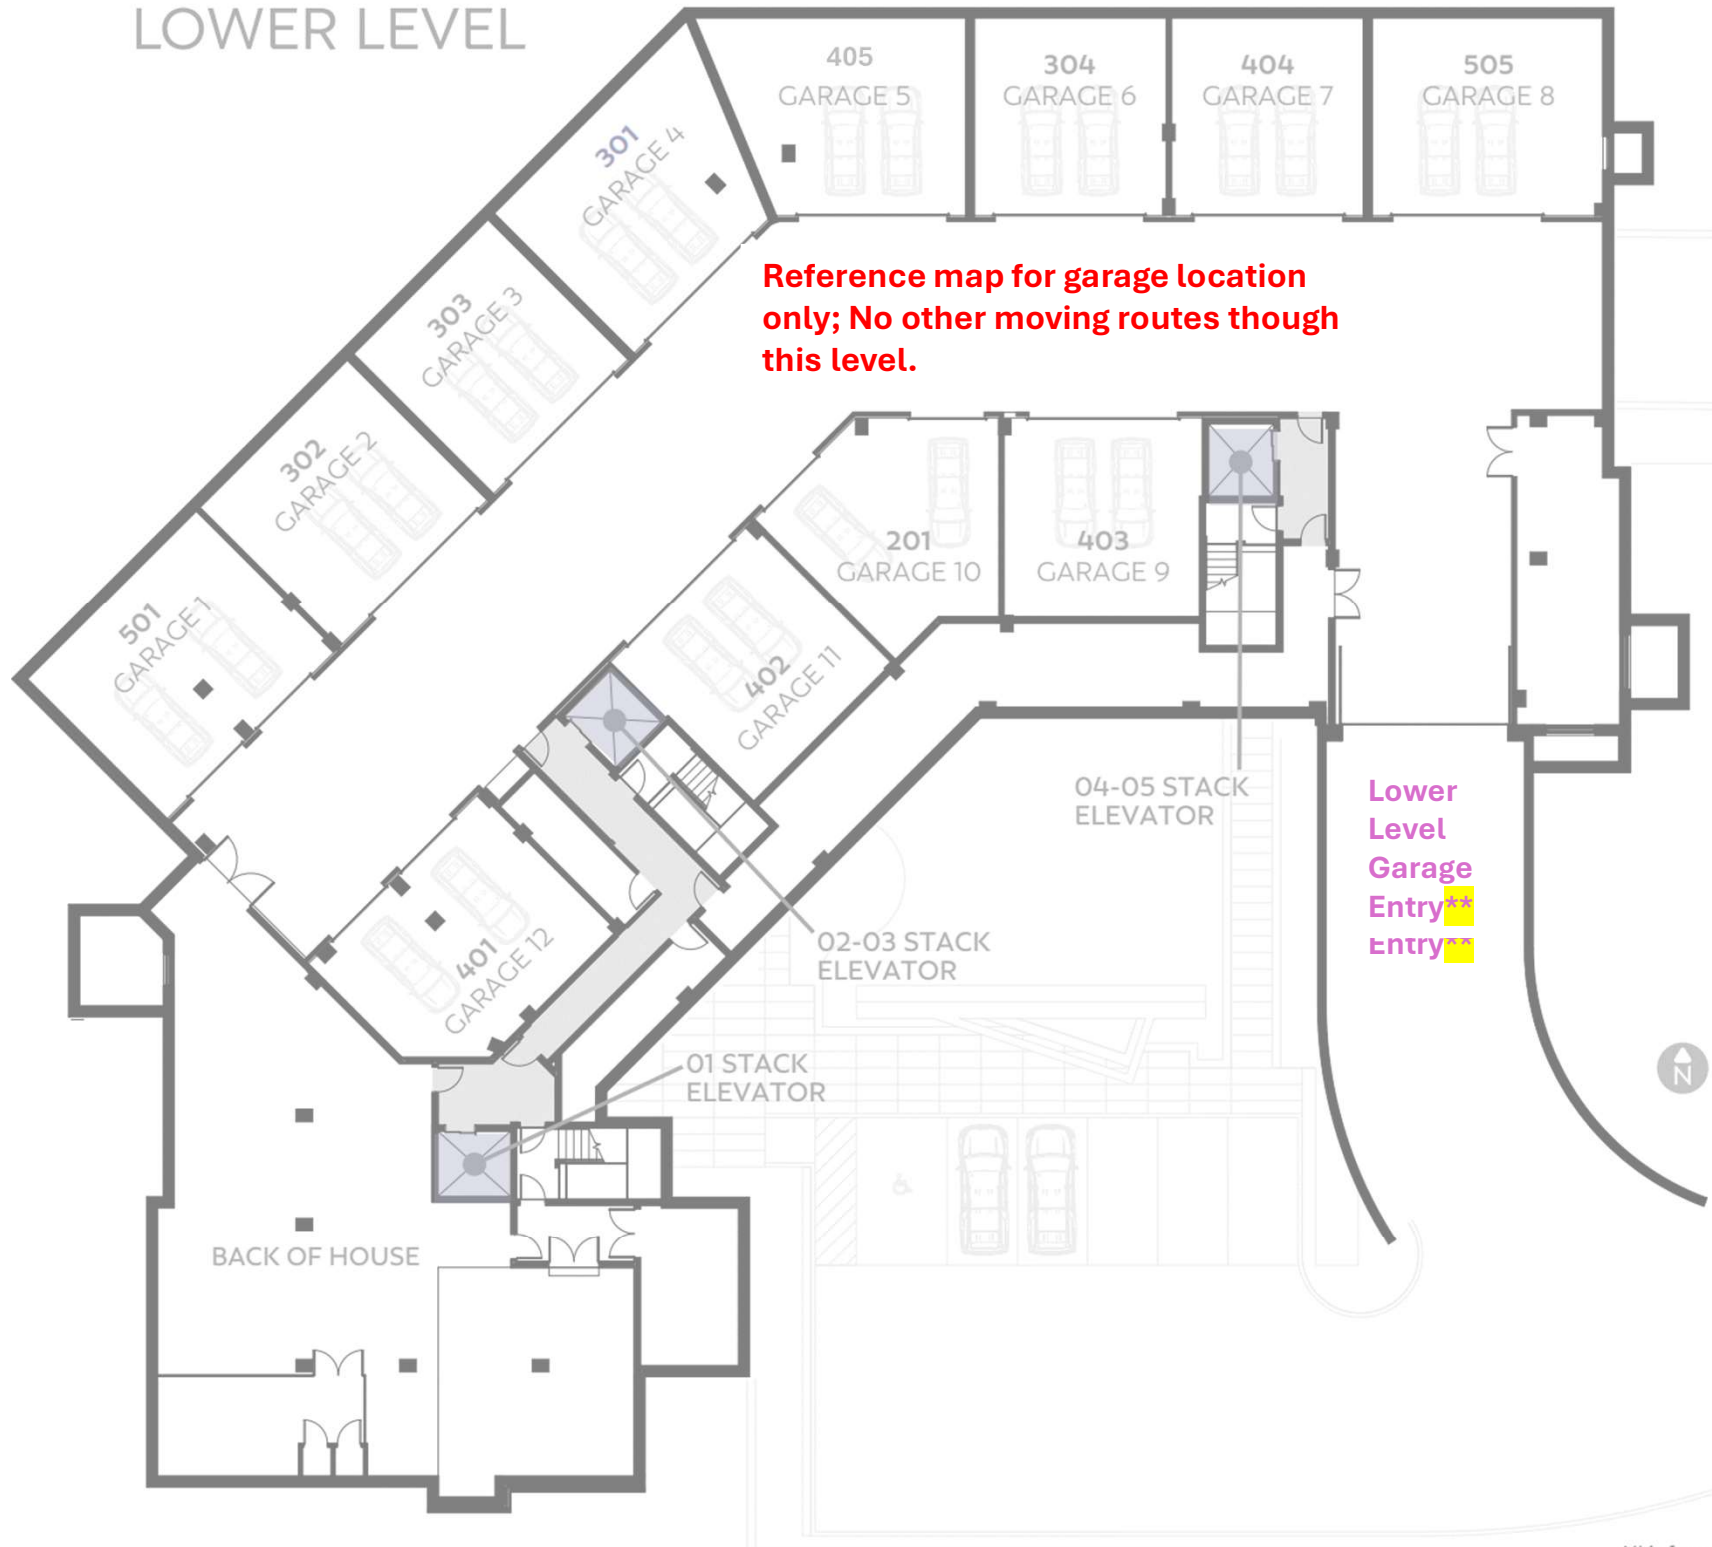 LOWER LEVEL
405
GARAGE 5
304
GARAGE 6
404
GARAGE 7
505
GARAGE 8
301
GARAGE 4
303
GARAGE 3
302
GARAGE 2
501
GARAGE 1
Reference map for garage location
only; No other moving routes though
this level.
201
GARAGE 10
403
GARAGE 9
402
GARAGE 11
401
GARAGE 12
04-05 STACK
ELEVATOR
Lower
Level
Garage
Entry**
Entry**
02-03 STACK
ELEVATOR
01 STACK
ELEVATOR
N
BACK OF HOUSE